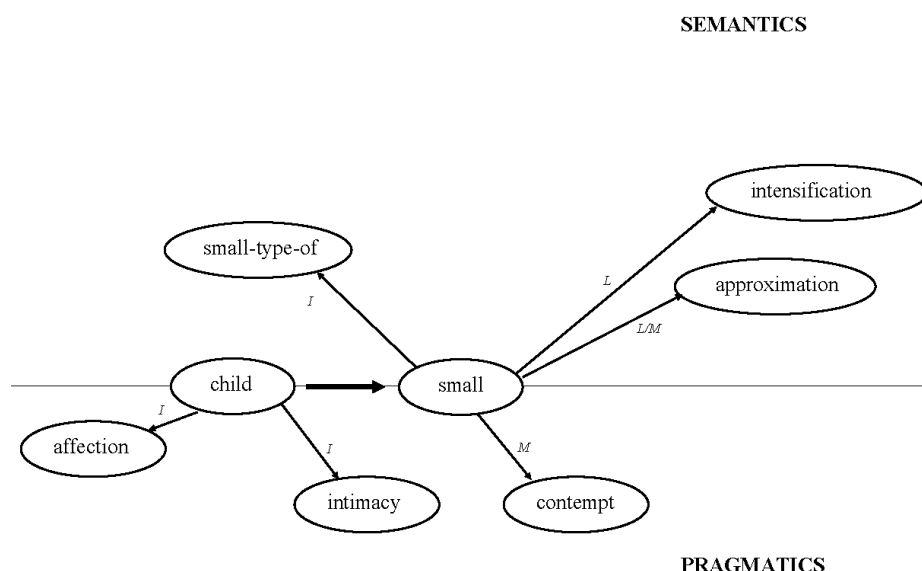 SEMANTICS
intensification
small-type-of
L
approximation
I
L/M
child
small
I
affection
I
M
intimacy
contempt
PRAGMATICS